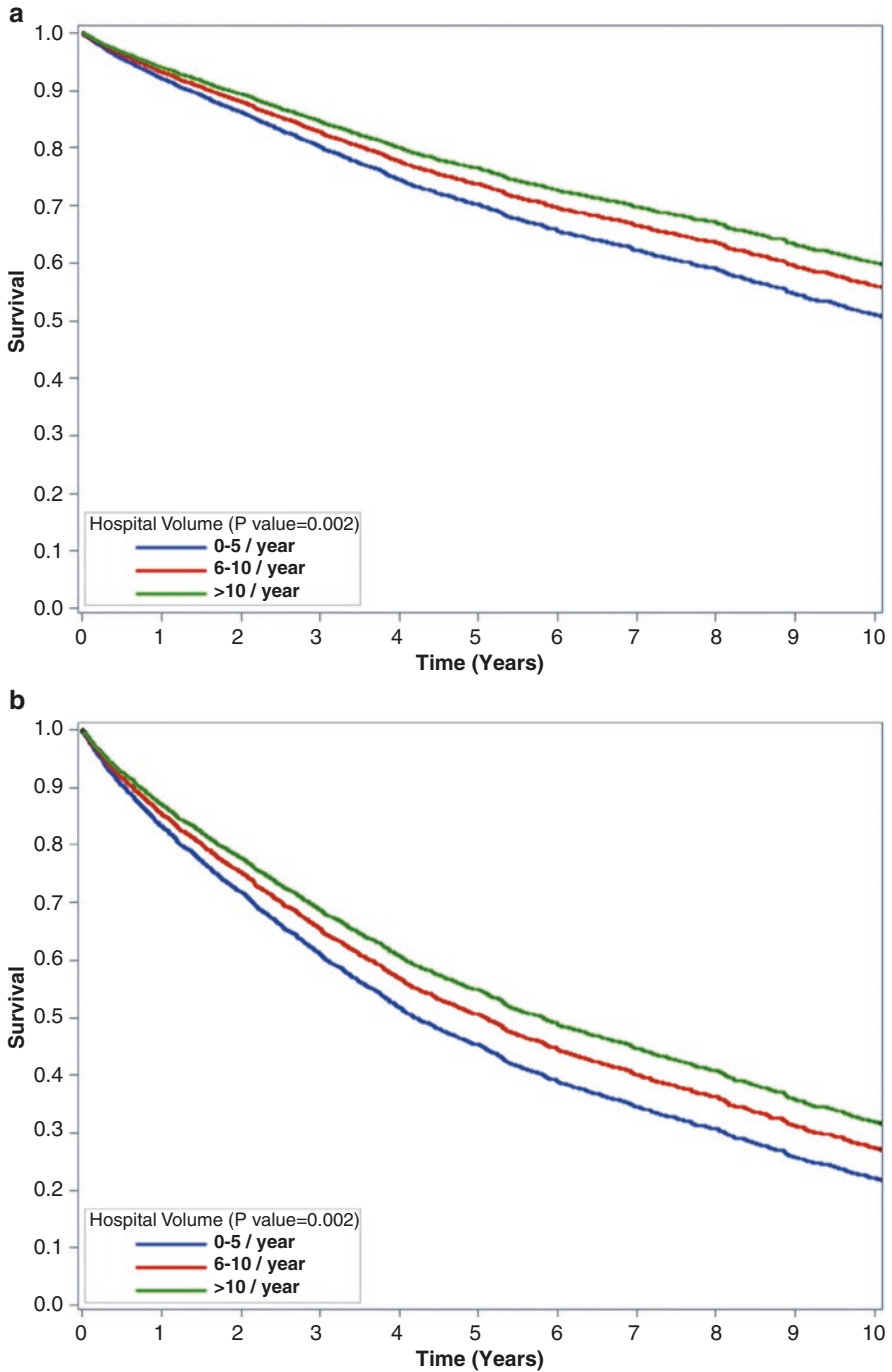 a
1.0
0.9
0.8
0.7
0.6
0.5
0.4
0.3
0.2
0.1
0.0
Survival
Hospital Volume (P value=0.002)
0-5 / year
6-10 / year
>10 / year
0 1 2 3 4 5 6 7 8 9 10
Time (Years)
b
1.0
0.9
0.8
0.7
0.6
0.5
0.4
0.3
0.2
0.1
0.0
Survival
Hospital Volume (P value=0.002)
0-5 / year
6-10 / year
>10 / year
0 1 2 3 4 5 6 7 8 9 10
Time (Years)